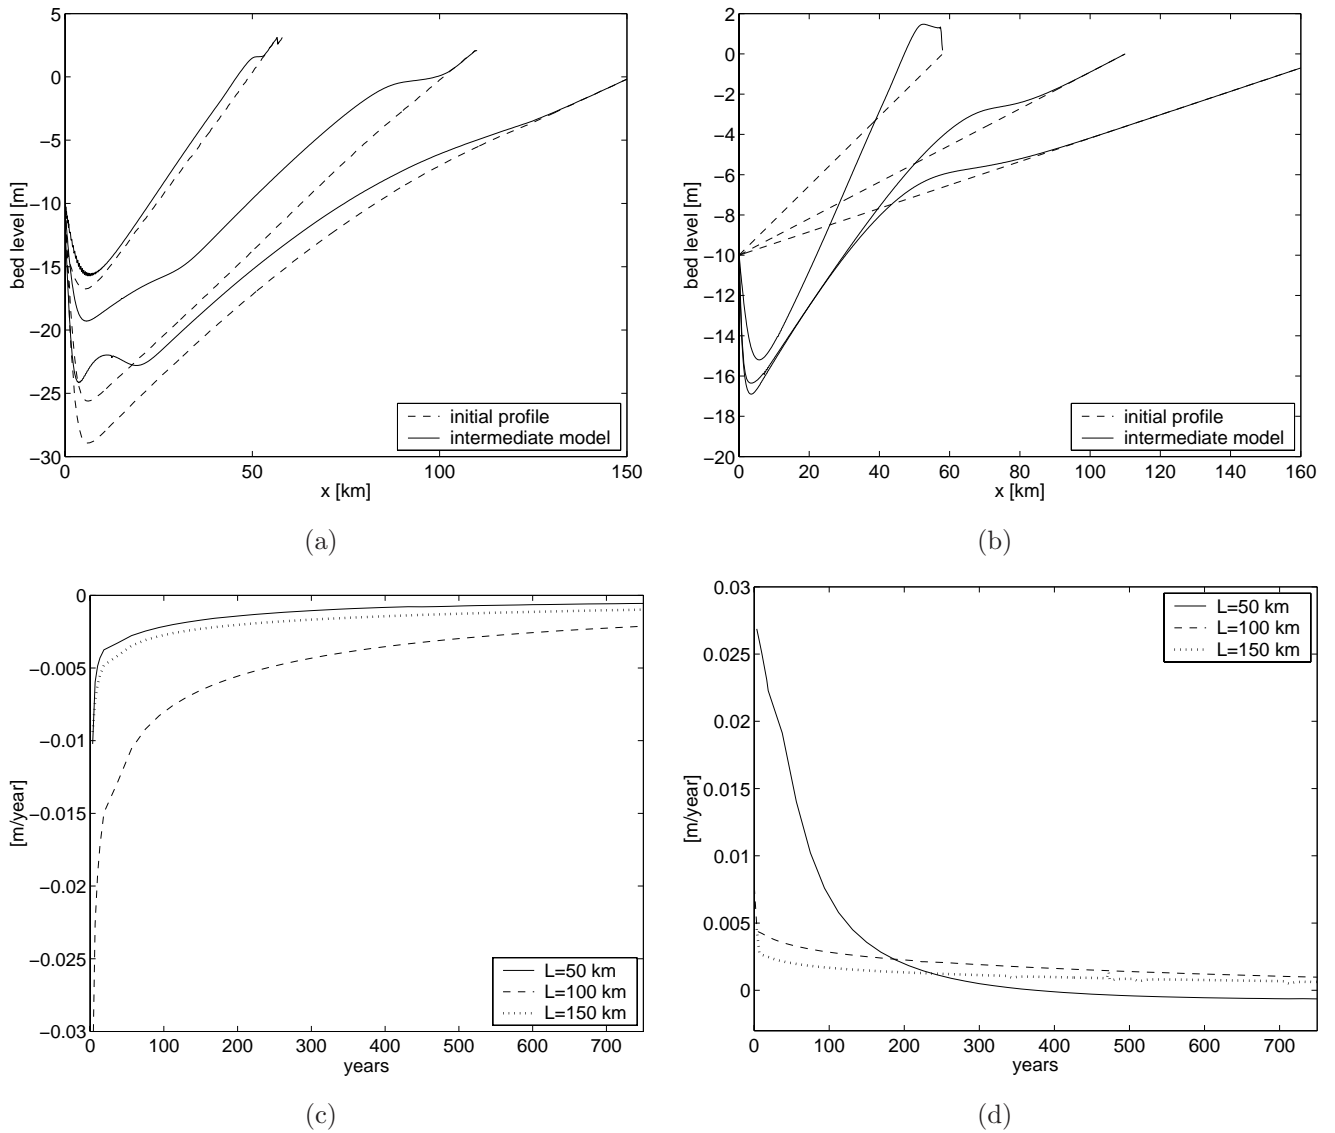 5
0
−5
−10
−15
−20
−25
−30
bed level [m]
0
50
100
150
x [km]
initial profile
intermediate model
(a)
2
0
−2
−4
−6
−8
−10
−12
−14
−16
−18
−20
bed level [m]
0
20
40
60
80
100
120
140
160
x [km]
initial profile
intermediate model
(b)
0
−0.005
−0.01
−0.015
−0.02
−0.025
−0.03
[m/year]
0
100
200
300
400
500
600
700
years
L=50 km
L=100 km
L=150 km
(c)
0.03
0.025
0.02
0.015
0.01
0.005
0
[m/year]
0
100
200
300
400
500
600
700
years
L=50 km
L=100 km
L=150 km
(d)